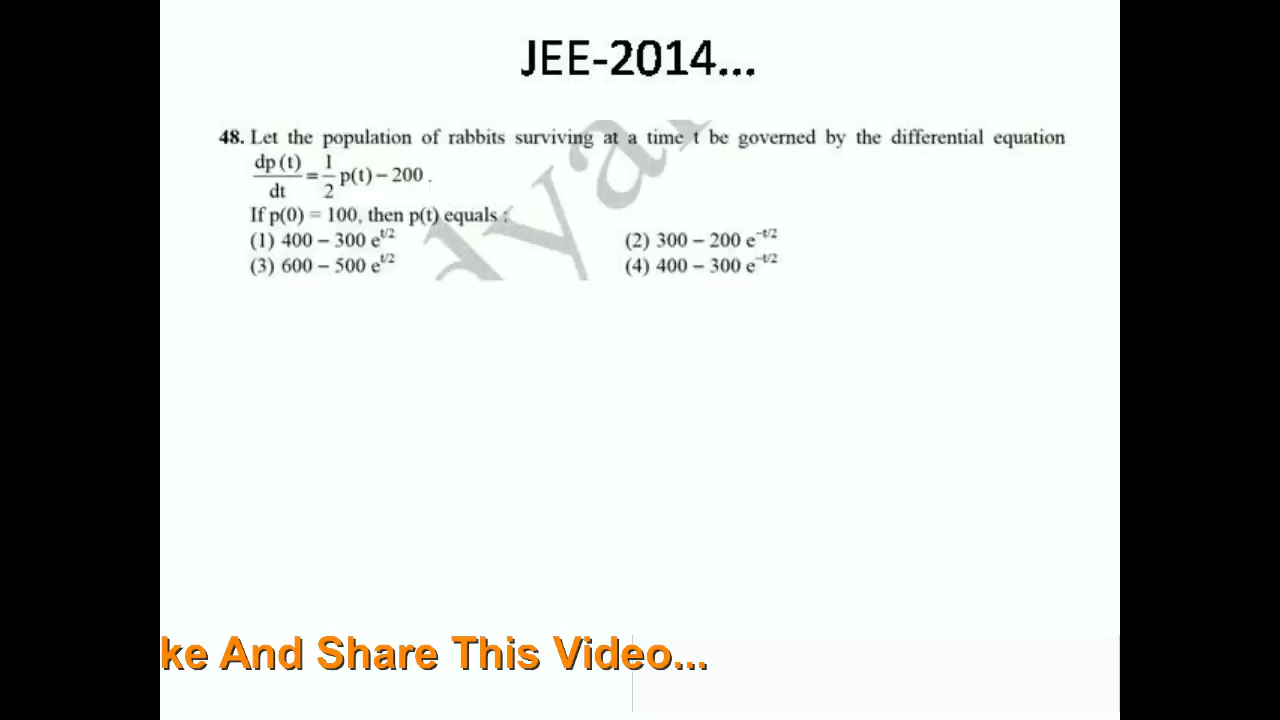 JEE-2014...
48. Let the population of rabbits surviving at a time t be governed by the differential equation
dp(t)/dt = 1/2 p(t) – 200 .
If p(0) = 100, then p(t) equals :
(1) 400 – 300 e^{t/2} (2) 300 – 200 e^{–t/2}
(3) 600 – 500 e^{t/2} (4) 400 – 300 e^{–t/2}
ke And Share This Video...